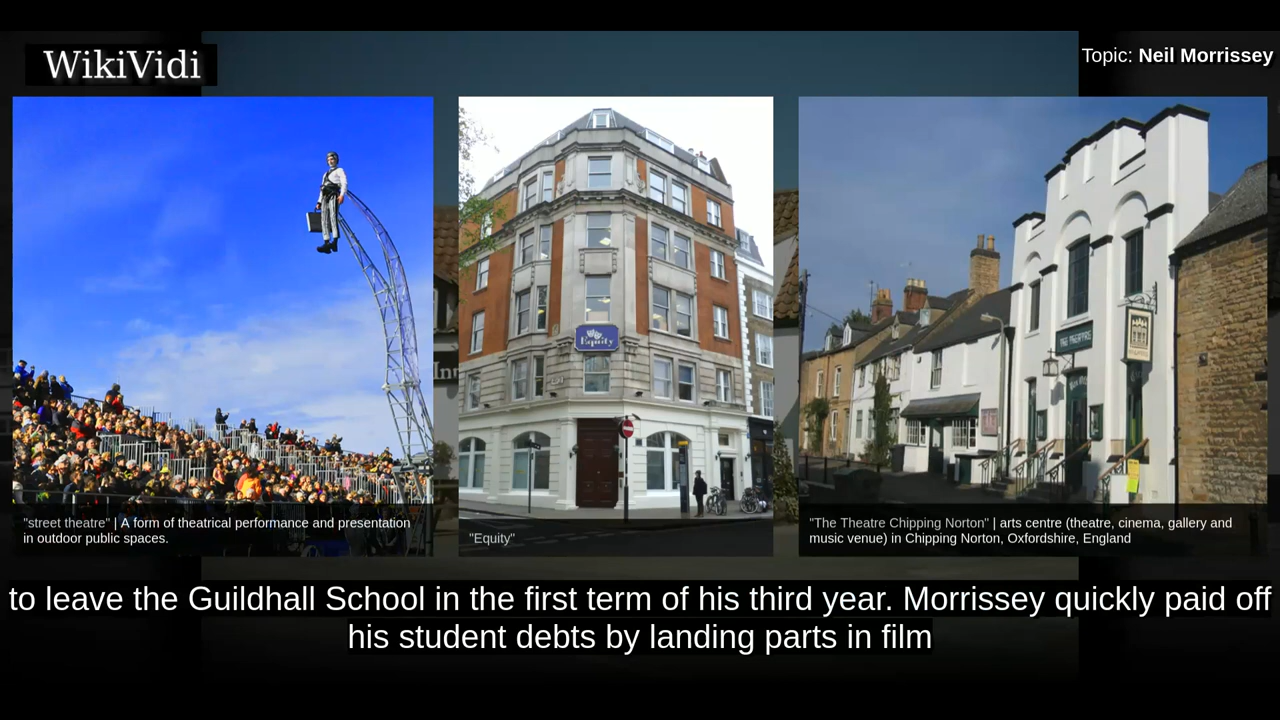 WikiVidi
Topic: Neil Morrissey
Equity
"street theatre" | A form of theatrical performance and presentation
in outdoor public spaces.
"Equity"
"The Theatre Chipping Norton" | arts centre (theatre, cinema, gallery and
music venue) in Chipping Norton, Oxfordshire, England
to leave the Guildhall School in the first term of his third year. Morrissey quickly paid off
his student debts by landing parts in film